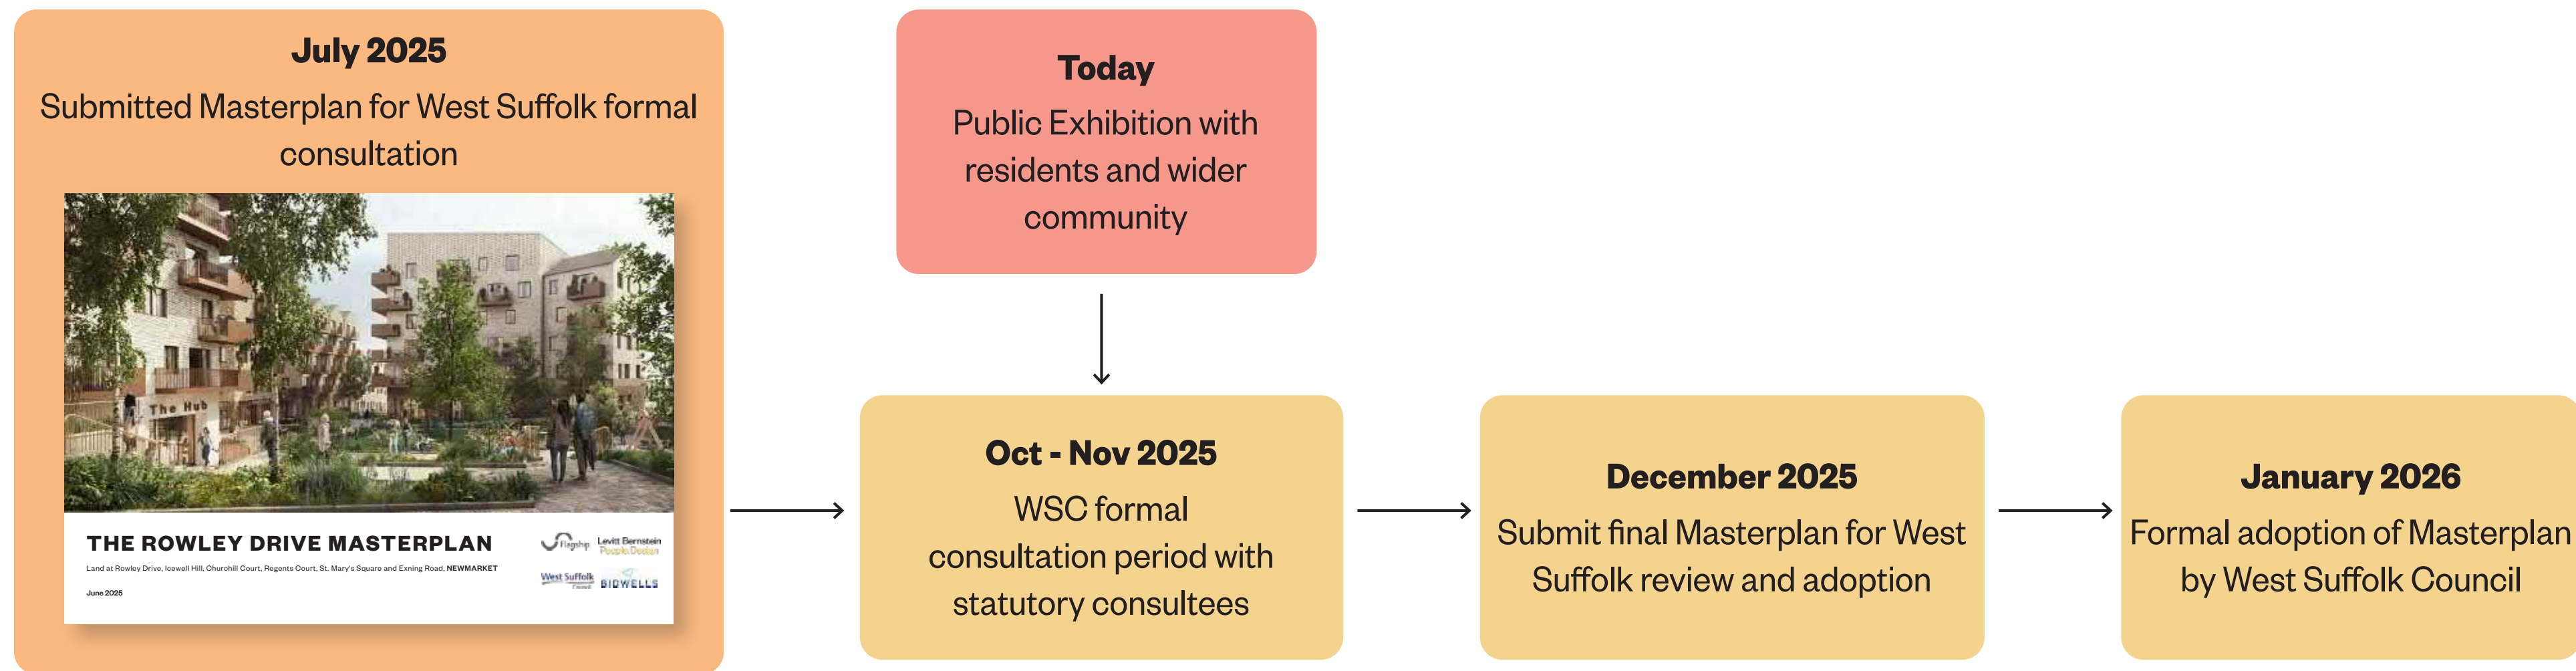 July 2025
Submitted Masterplan for West Suffolk formal
consultation
The Hub
THE ROWLEY DRIVE MASTERPLAN
Land at Rowley Drive, Icewell Hill, Churchill Court, Regents Court, St. Mary's Square and Exning Road, NEWMARKET
June 2025
Flagship
Levitt Bernstein
People.Design
West Suffolk
Council
BIDWELLS
Today
Public Exhibition with
residents and wider
community
Oct - Nov 2025
WSC formal
consultation period with
statutory consultees
December 2025
Submit final Masterplan for West
Suffolk review and adoption
January 2026
Formal adoption of Masterplan
by West Suffolk Council